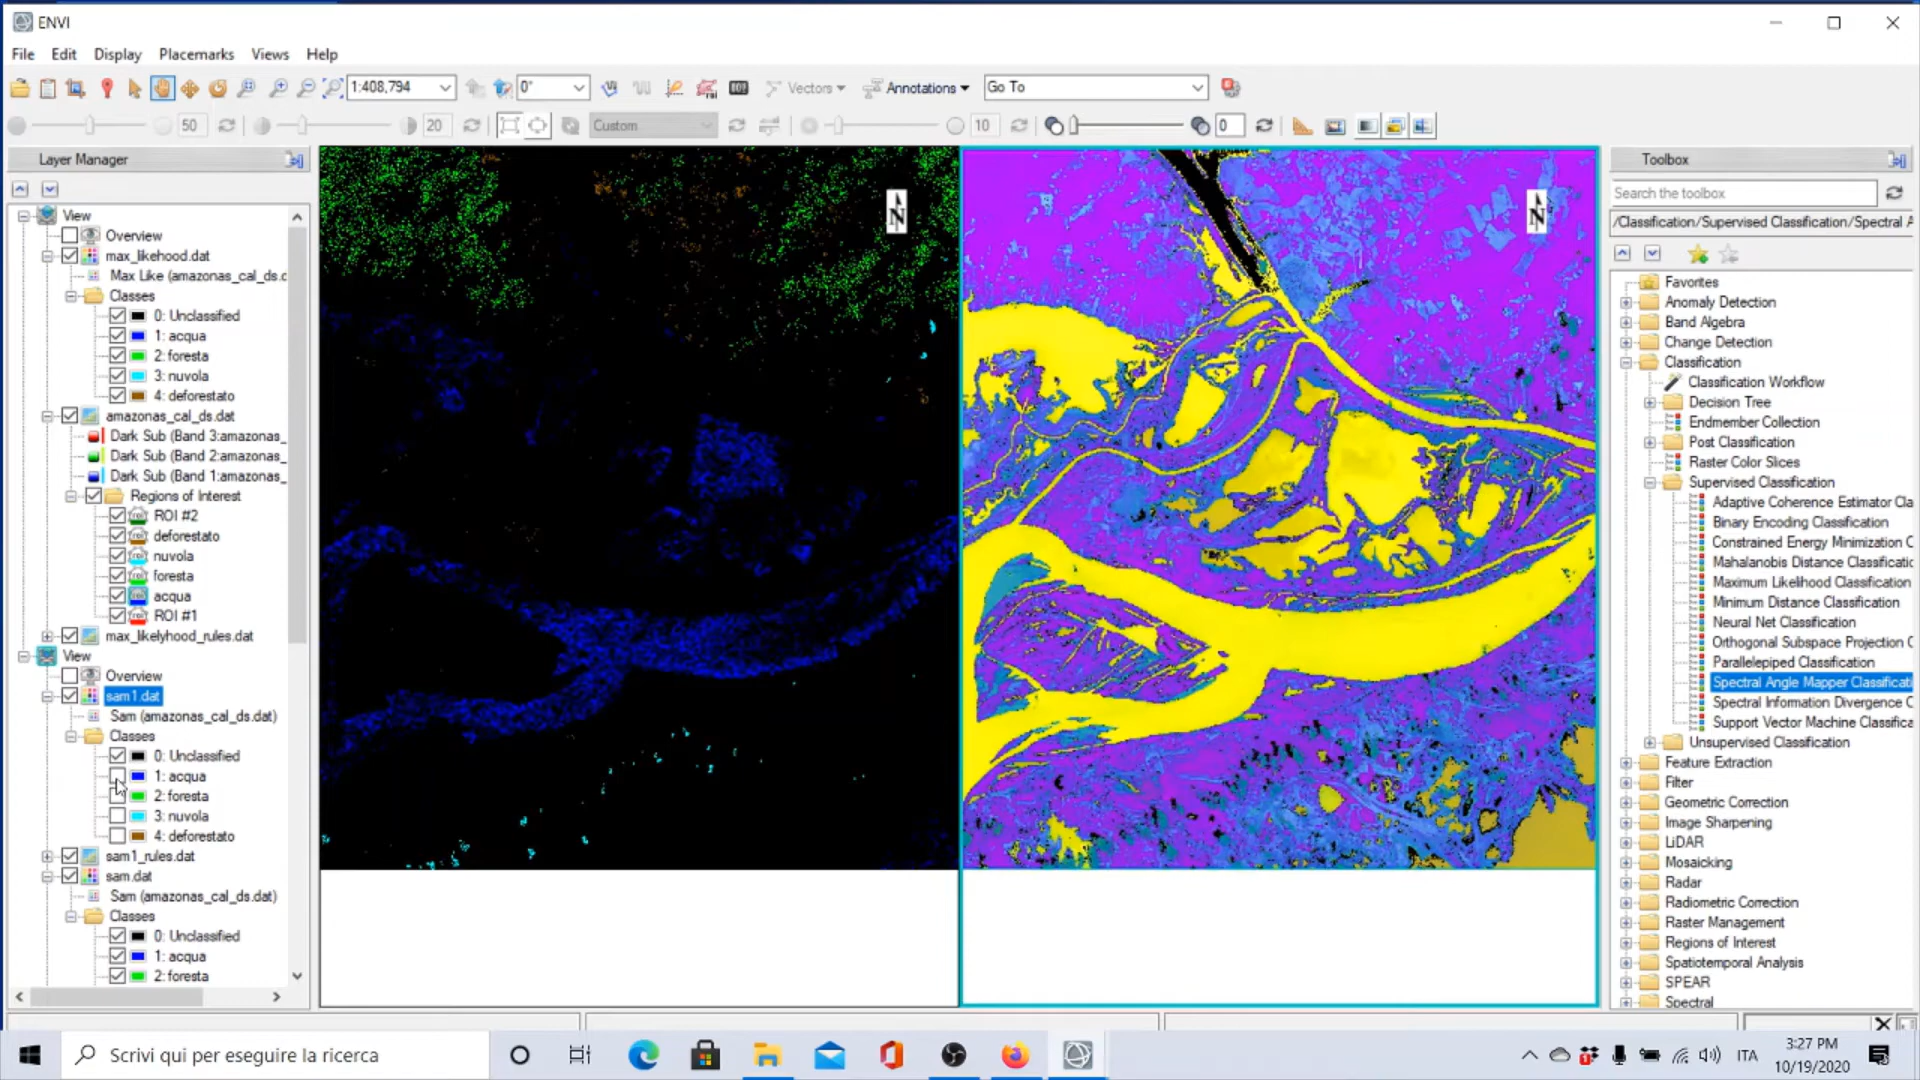 ENVI
File Edit Display Placemarks Views Help
1:408,794 0° Vectors Annotations Go To
50 20 Custom 10 0
Layer Manager
View
Overview
max_likehood.dat
Max Like (amazonas_cal_ds.d
Classes
0: Unclassified
1: acqua
2: foresta
3: nuvola
4: deforestato
amazonas_cal_ds.dat
Dark Sub (Band 3:amazonas_
Dark Sub (Band 2:amazonas_
Dark Sub (Band 1:amazonas_
Regions of Interest
ROI #2
deforestato
nuvola
foresta
acqua
ROI #1
max_likelyhood_rules.dat
View
Overview
sam1.dat
Sam (amazonas_cal_ds.dat)
Classes
0: Unclassified
1: acqua
2: foresta
3: nuvola
4: deforestato
sam1_rules.dat
sam.dat
Sam (amazonas_cal_ds.dat)
Classes
0: Unclassified
1: acqua
2: foresta
N
N
Toolbox
Search the toolbox
/Classification/Supervised Classification/Spectral A
Favorites
Anomaly Detection
Band Algebra
Change Detection
Classification
Classification Workflow
Decision Tree
Endmember Collection
Post Classification
Raster Color Slices
Supervised Classification
Adaptive Coherence Estimator Cla
Binary Encoding Classification
Constrained Energy Minimization C
Mahalanobis Distance Classificatio
Maximum Likelihood Classification
Minimum Distance Classification
Neural Net Classification
Orthogonal Subspace Projection C
Parallelepiped Classification
Spectral Angle Mapper Classificati
Spectral Information Divergence C
Support Vector Machine Classifica
Unsupervised Classification
Feature Extraction
Filter
Geometric Correction
Image Sharpening
LiDAR
Mosaicking
Radar
Radiometric Correction
Raster Management
Regions of Interest
Spatiotemporal Analysis
SPEAR
Spectral
Scrivi qui per eseguire la ricerca
ITA
3:27 PM
10/19/2020